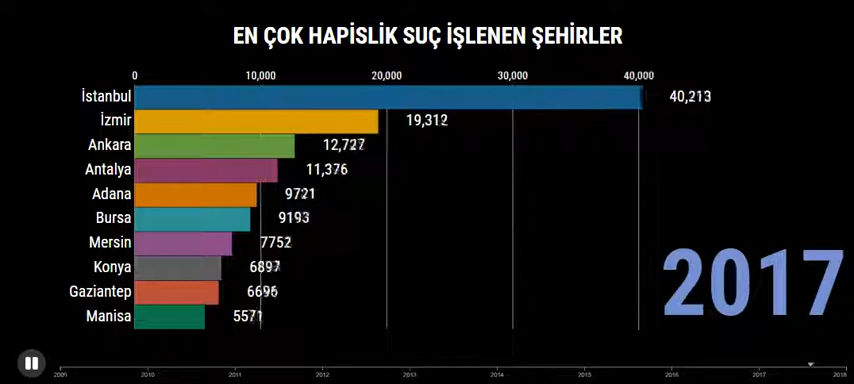 EN ÇOK HAPİSLİK SUÇ İŞLENEN ŞEHİRLER
0 10,000 20,000 30,000 40,000
İstanbul 40,213
İzmir 19,312
Ankara 12,727
Antalya 11,376
Adana 9721
Bursa 9193
Mersin 7752
Konya 6897
Gaziantep 6696
Manisa 5571
2017
2009 2010 2011 2012 2013 2014 2015 2016 2017 2018